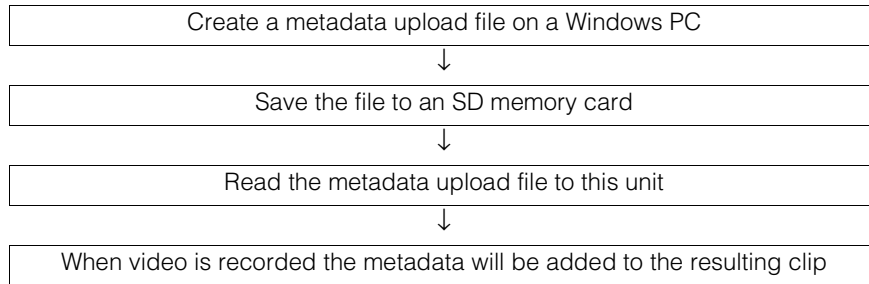 Create a metadata upload file on a Windows PC
↓
Save the file to an SD memory card
↓
Read the metadata upload file to this unit
↓
When video is recorded the metadata will be added to the resulting clip